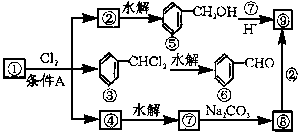 ② 水解 CH₂OH ⑤ ⑦ H⁺ ⑨
① Cl₂ 条件A CHCl₂ ③ 水解 CHO ⑥ ②
④ 水解 ⑦ Na₂CO₃ ⑧